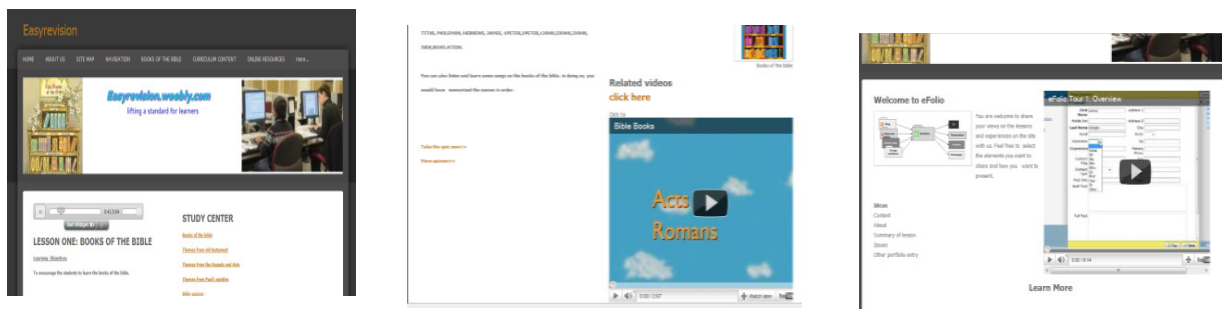 Easyrevision
HOME ABOUT US SITE MAP NAVIGATION BOOKS OF THE BIBLE CURRICULUM CONTENT ONLINE RESOURCES more...
Easyrevision.weebly.com
lifting a standard for learners
LESSON ONE: BOOKS OF THE BIBLE
Learning Objective
To encourage the students to learn the books of the bible.
STUDY CENTER
Books of the bible
Themes from old testament
Themes from the Gospels and Acts
Themes from Paul's epistles
Bible quizzes
TITUS, PHILEMON, HEBREWS, JAMES,
You can also listen and learn some songs on the books of the bible. in doing so, you
would have memorized the names in order.
Take the quiz now>>
More quizzes>>
Books of the bible
Related videos
click here
Click to
Bible Books
Acts
Romans
Watch later
Welcome to eFolio
You are welcome to share
your views on the lessons
and experiences on the site
with us. Feel free to select
the elements you want to
share and how you want to
present.
Ideas
Content
About
Summary of lesson
Issues
Other portfolio entry
eFolio Tour 1: Overview
0:00 / 6:14
Learn More